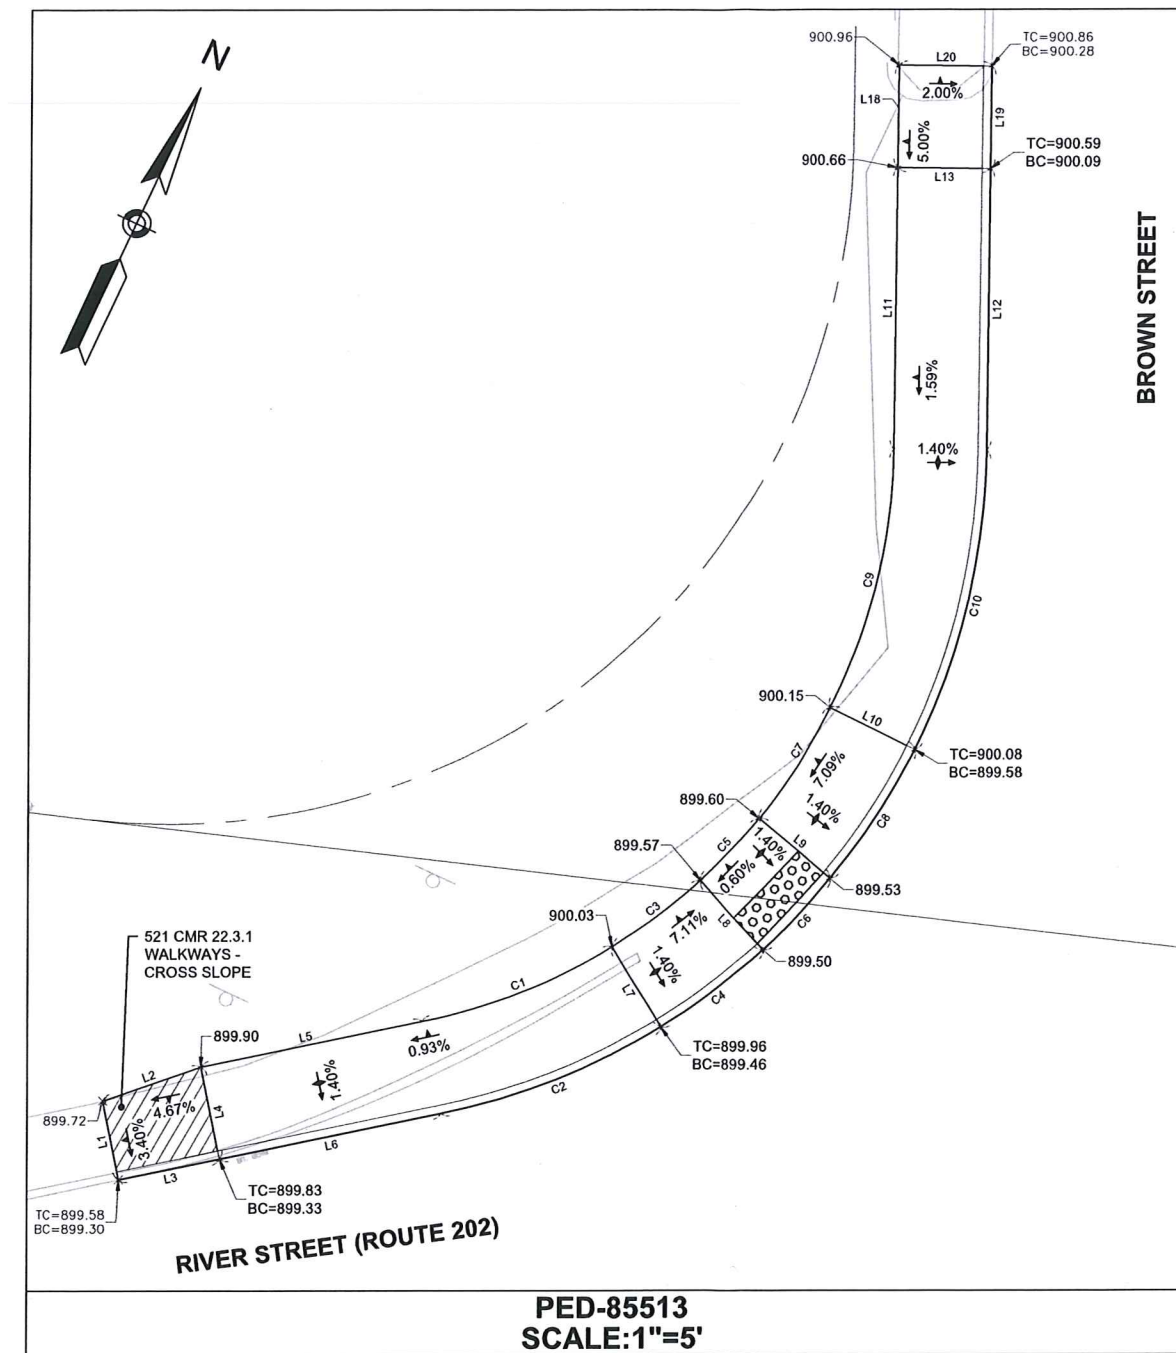 N
900.96
L20
TC=900.86
BC=900.28
2.00%
L18
L19
5.00%
TC=900.59
BC=900.09
900.66
L13
BROWN STREET
L11
L12
1.59%
1.40%
C9
C10
900.15
L10
C7
TC=900.08
BC=899.58
7.09%
899.60
1.40%
C8
C5
1.40%
L9
899.57
0.60%
899.53
C3
L8
C6
900.03
7.11%
899.50
521 CMR 22.3.1
WALKWAYS -
CROSS SLOPE
1.40%
C4
C1
L7
899.90
L5
0.93%
TC=899.96
BC=899.46
L2
1.40%
C2
4.67%
L4
899.72
L1
3.40%
L6
L3
TC=899.83
BC=899.33
TC=899.58
BC=899.30
RIVER STREET (ROUTE 202)
PED-85513
SCALE:1"=5'